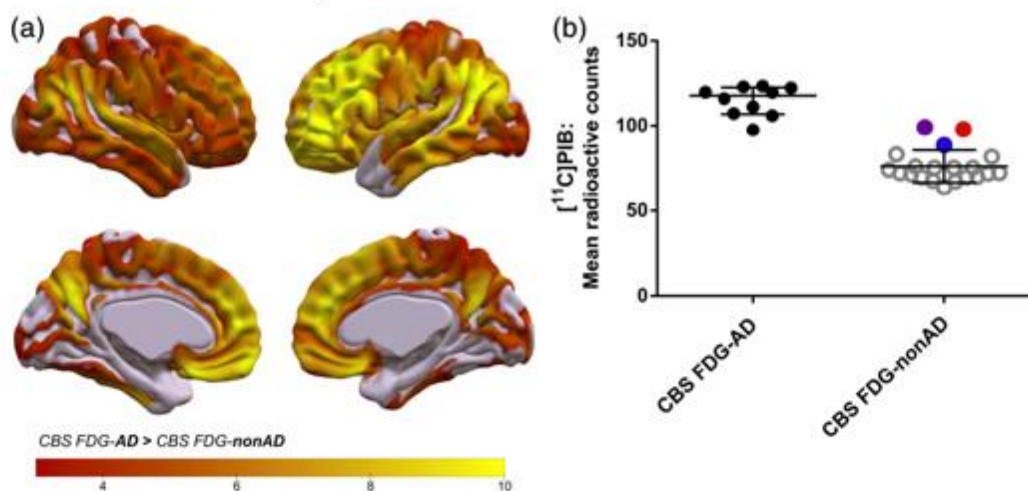 (a)
CBS FDG-AD > CBS FDG-nonAD
4 6 8 10
(b)
[¹¹C]PIB:
Mean radioactive counts
150
100
50
0
CBS FDG-AD
CBS FDG-nonAD